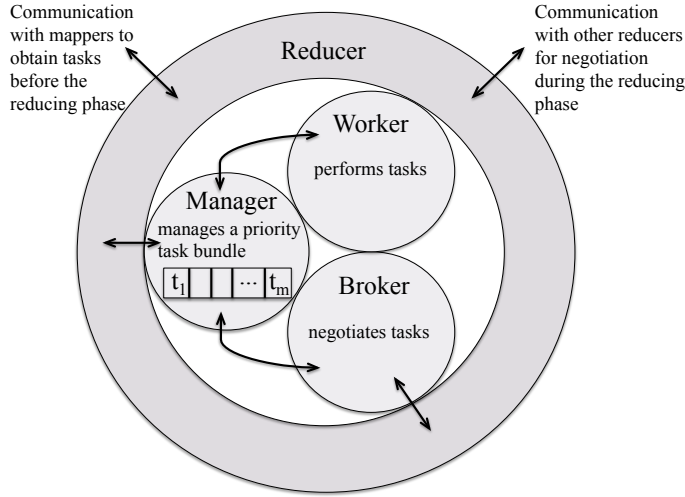 Communication
with mappers to
obtain tasks
before the
reducing phase
Communication
with other reducers
for negotiation
during the reducing
phase
Reducer
Worker
performs tasks
Manager
manages a priority
task bundle
t1 ... tm
Broker
negotiates tasks